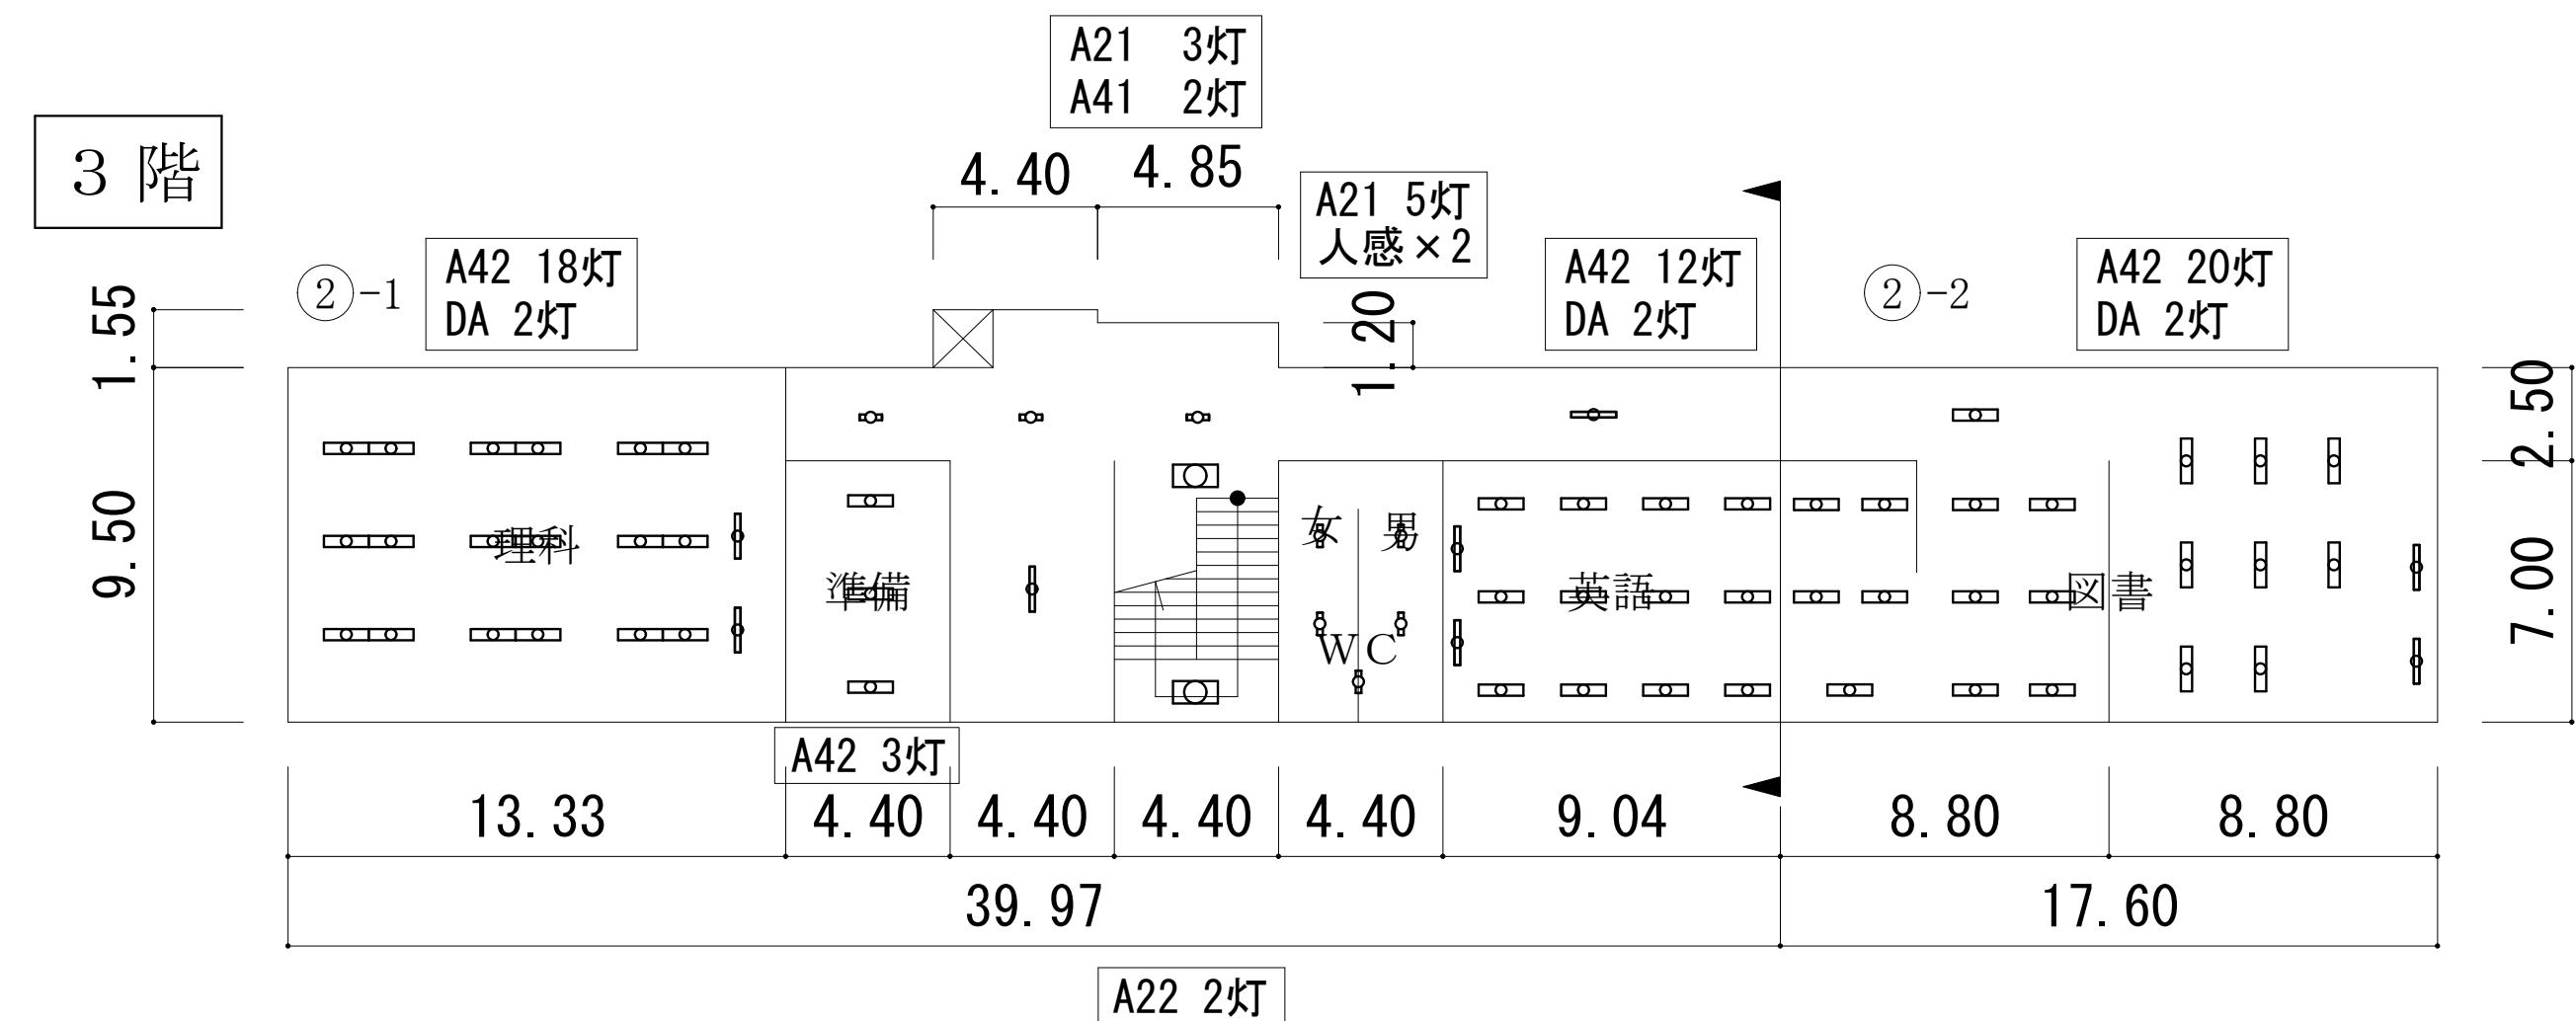 A21 3灯
A41 2灯
3 階
4.40
4.85
A21 5灯
人感×2
②-1
A42 18灯
DA 2灯
A42 12灯
DA 2灯
②-2
A42 20灯
DA 2灯
1.55
1.20
2.50
9.50
7.00
理科
準備
女
男
WC
英語
図書
A42 3灯
13.33
4.40
4.40
4.40
4.40
9.04
8.80
8.80
39.97
17.60
A22 2灯